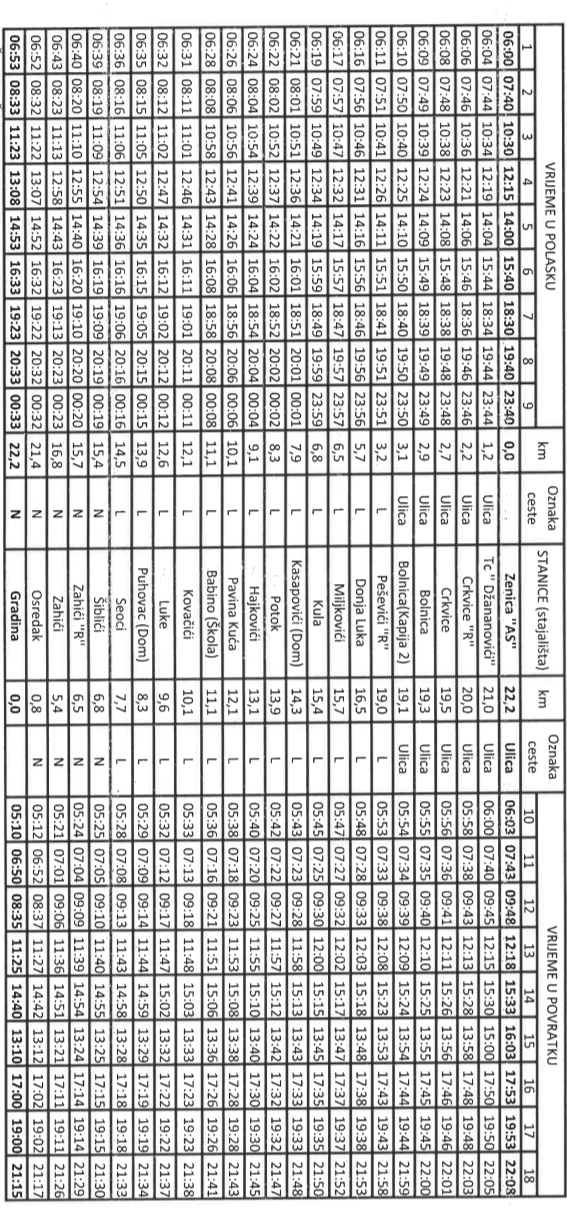 VRIJEME U POLASKU km Oznaka ceste STANICE (stajališta) km Oznaka ceste VRIJEME U POVRATKU
1 2 3 4 5 6 7 8 9 10 11 12 13 14 15 16 17 18
06:00 07:40 10:30 12:15 14:00 15:40 18:30 19:40 23:40 0,0 Zenica "AS" 22,2 Ulica 06:03 07:43 09:48 12:18 15:33 16:03 17:53 19:53 22:08
06:04 07:44 10:34 12:19 14:04 15:44 18:34 19:44 23:44 1,2 Ulica Tc " Džananović" 21,0 Ulica 06:00 07:40 09:45 12:15 15:30 15:00 17:50 19:50 22:05
06:06 07:46 10:36 12:21 14:06 15:46 18:36 19:46 23:46 2,2 Ulica Crkvice "R" 20,0 Ulica 05:58 07:38 09:43 12:13 15:28 13:58 17:48 19:48 22:03
06:08 07:48 10:38 12:23 14:08 15:48 18:38 19:48 23:48 2,7 Ulica Crkvice 19,5 Ulica 05:56 07:36 09:41 12:11 15:26 13:56 17:46 19:46 22:01
06:09 07:49 10:39 12:24 14:09 15:49 18:39 19:49 23:49 2,9 Ulica Bolnica 19,3 Ulica 05:55 07:35 09:40 12:10 15:25 13:55 17:45 19:45 22:00
06:10 07:50 10:40 12:25 14:10 15:50 18:40 19:50 23:50 3,1 Ulica Bolnica(Kapija 2) 19,1 Ulica 05:54 07:34 09:39 12:09 15:24 13:54 17:44 19:44 21:59
06:11 07:51 10:41 12:26 14:11 15:51 18:41 19:51 23:51 3,2 L Pešević "R" 19,0 L 05:53 07:33 09:38 12:08 15:23 13:53 17:43 19:43 21:58
06:16 07:56 10:46 12:31 14:16 15:56 18:46 19:56 23:56 5,7 L Donja Luka 16,5 L 05:48 07:28 09:33 12:03 15:18 13:48 17:38 19:38 21:53
06:17 07:57 10:47 12:32 14:17 15:57 18:47 19:57 23:57 6,5 L Miljkovići 15,7 L 05:47 07:27 09:32 12:02 15:17 13:47 17:37 19:37 21:52
06:19 07:59 10:49 12:34 14:19 15:59 18:49 19:59 23:59 6,8 L Kula 15,4 L 05:45 07:25 09:30 12:00 15:15 13:45 17:35 19:35 21:50
06:21 08:01 10:51 12:36 14:21 16:01 18:51 20:01 00:01 7,9 L Kasapovići (Dom) 14,3 L 05:43 07:23 09:28 11:58 15:13 13:43 17:33 19:33 21:48
06:22 08:02 10:52 12:37 14:22 16:02 18:52 20:02 00:02 8,3 L Potok 13,9 L 05:42 07:22 09:27 11:57 15:12 13:42 17:32 19:32 21:47
06:24 08:04 10:54 12:39 14:24 16:04 18:54 20:04 00:04 9,1 L Hajkovići 13,1 L 05:40 07:20 09:25 11:55 15:10 13:40 17:30 19:30 21:45
06:26 08:06 10:56 12:41 14:26 16:06 18:56 20:06 00:06 10,1 L Pavina Kuća 12,1 L 05:38 07:18 09:23 11:53 15:08 13:38 17:28 19:28 21:43
06:28 08:08 10:58 12:43 14:28 16:08 18:58 20:08 00:08 11,1 L Babino (Škola) 11,1 L 05:36 07:16 09:21 11:51 15:06 13:36 17:26 19:26 21:41
06:31 08:11 11:01 12:46 14:31 16:11 19:01 20:11 00:11 12,1 L Kovačići 10,1 L 05:33 07:13 09:18 11:48 15:03 13:33 17:23 19:23 21:38
06:32 08:12 11:02 12:47 14:32 16:12 19:02 20:12 00:12 12,6 L Luke 9,6 L 05:32 07:12 09:17 11:47 15:02 13:32 17:22 19:22 21:37
06:35 08:15 11:05 12:50 14:35 16:15 19:05 20:15 00:15 13,9 L Puhovac (Dom) 8,3 L 05:29 07:09 09:14 11:44 14:59 13:29 17:19 19:19 21:34
06:36 08:16 11:06 12:51 14:36 16:16 19:06 20:16 00:16 14,5 L Seoci 7,7 L 05:28 07:08 09:13 11:43 14:58 13:28 17:18 19:18 21:33
06:39 08:19 11:09 12:54 14:39 16:19 19:09 20:19 00:19 15,4 N Šiblići 6,8 N 05:25 07:05 09:10 11:40 14:55 13:25 17:15 19:15 21:30
06:40 08:20 11:10 12:55 14:40 16:20 19:10 20:20 00:20 15,7 N Zahići "R" 6,5 N 05:24 07:04 09:09 11:39 14:54 13:24 17:14 19:14 21:29
06:43 08:23 11:13 12:58 14:43 16:23 19:13 20:23 00:23 16,8 N Zahići 5,4 N 05:21 07:01 09:06 11:36 14:51 13:21 17:11 19:11 21:26
06:52 08:32 11:22 13:07 14:52 16:32 19:22 20:32 00:32 21,4 N Osredak 0,8 N 05:12 06:52 08:37 11:27 14:42 13:12 17:02 19:02 21:17
06:53 08:33 11:23 13:08 14:53 16:33 19:23 20:33 00:33 22,2 N Gradina 0,0 05:10 06:50 08:35 11:25 14:40 13:10 17:00 19:00 21:15